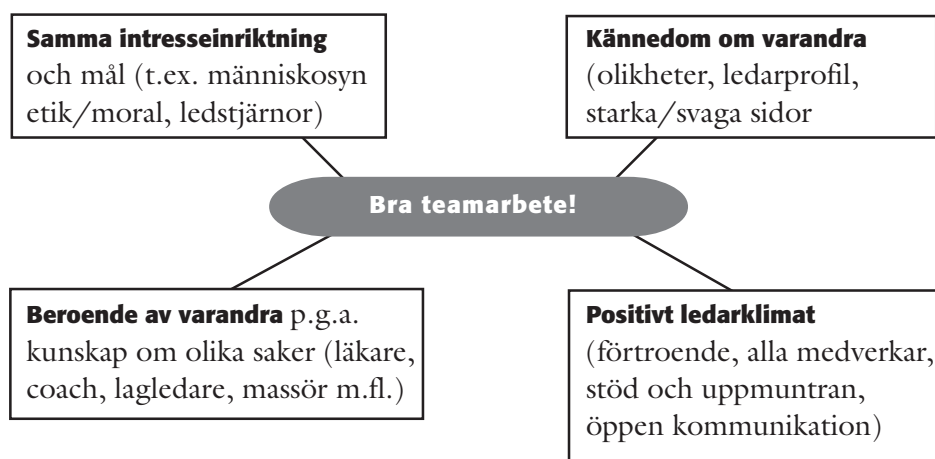 Samma intresseinriktning
och mål (t.ex. människosyn
etik/moral, ledstjärnor)
Kännedom om varandra
(olikheter, ledarprofil,
starka/svaga sidor
Bra teamarbete!
Beroende av varandra p.g.a.
kunskap om olika saker (läkare,
coach, lagledare, massör m.fl.)
Positivt ledarklimat
(förtroende, alla medverkar,
stöd och uppmuntran,
öppen kommunikation)